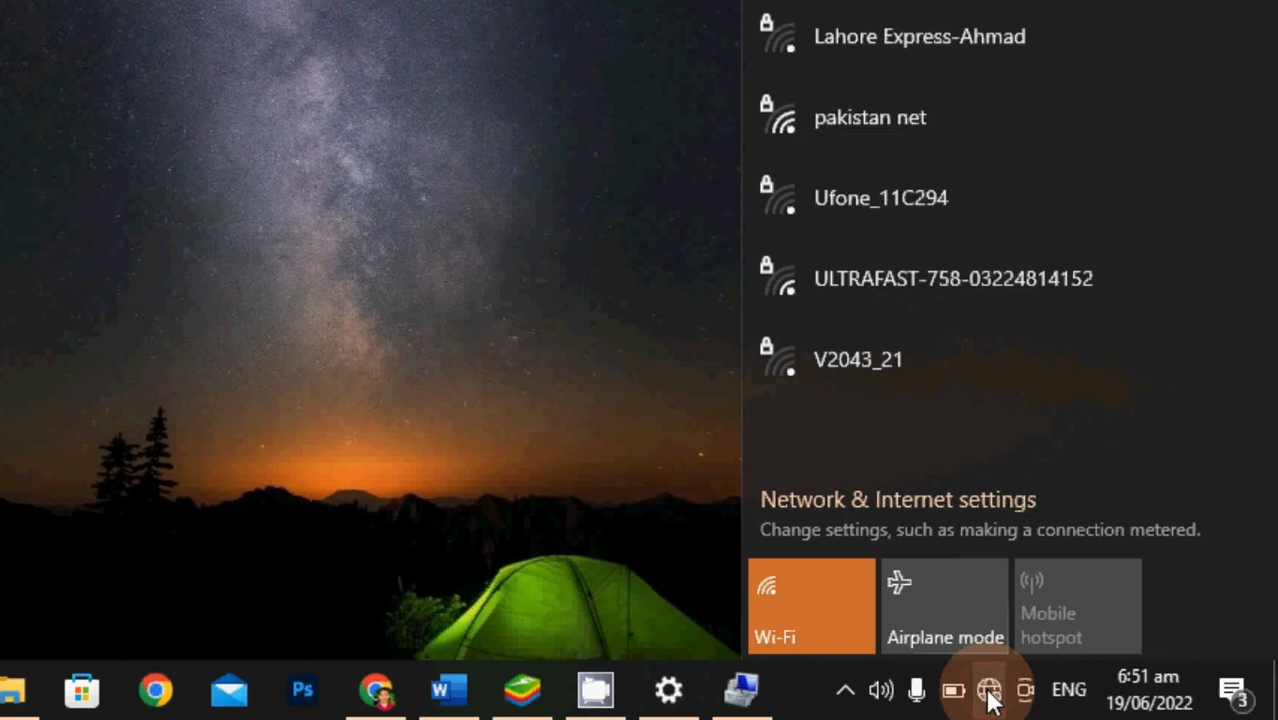 Lahore Express-Ahmad
pakistan net
Ufone_11C294
ULTRAFAST-758-03224814152
V2043_21
Network & Internet settings
Change settings, such as making a connection metered.
Wi-Fi
Airplane mode
Mobile
hotspot
Ps
W
ENG
6:51 am
19/06/2022
3